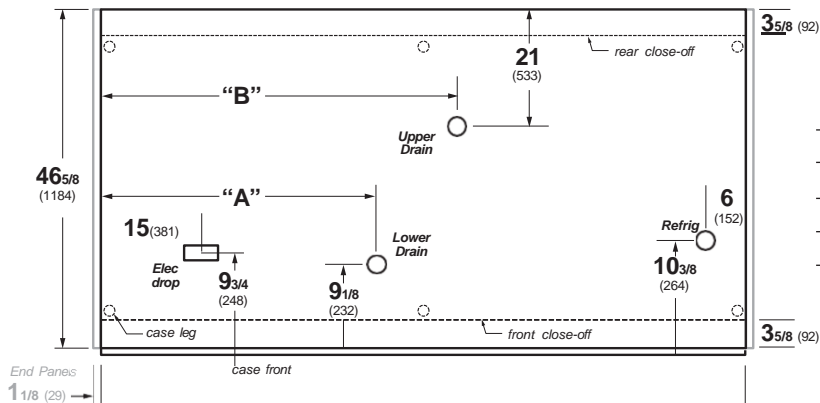 3 5/8 (92)
rear close-off
21
(533)
"B"
Upper
Drain
46 5/8
(1184)
"A"
6
(152)
15 (381)
Refrig
Lower
Drain
Elec
drop
9 3/4
(248)
9 1/8
(232)
10 3/8
(264)
case leg
front close-off
3 5/8 (92)
case front
End Panels
1 1/8 (29)